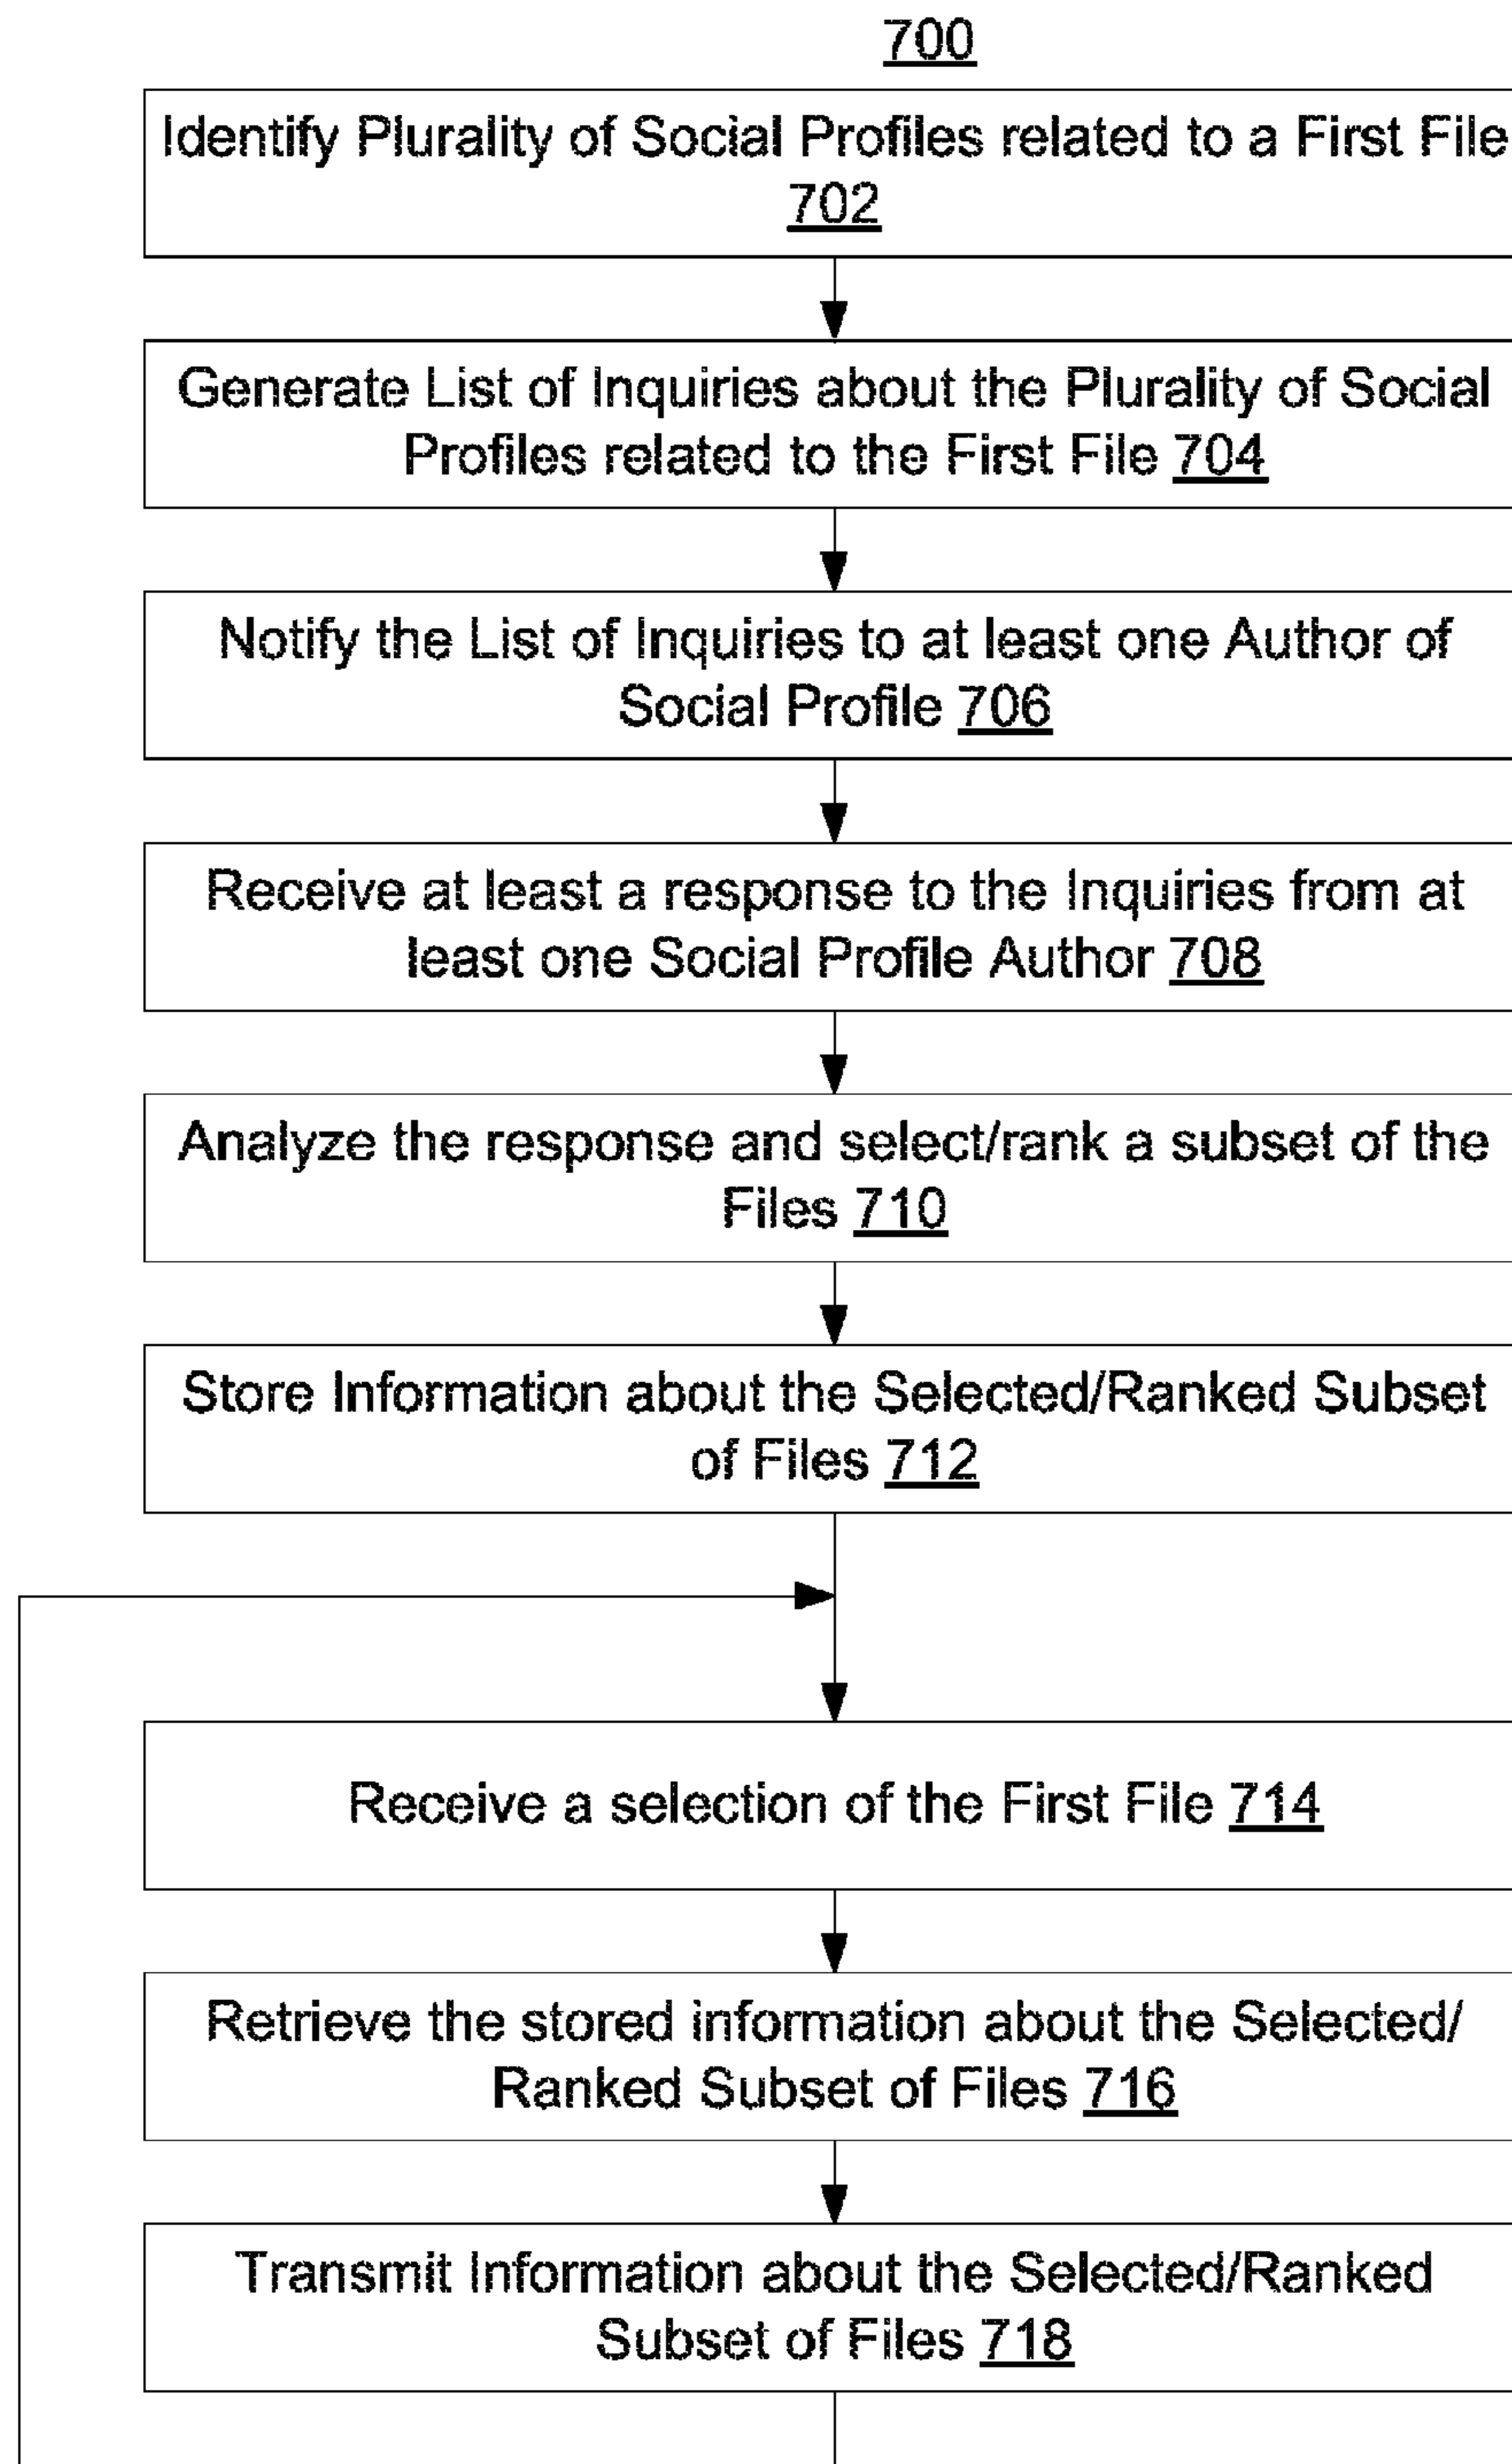 700
Identify Plurality of Social Profiles related to a First File
702
Generate List of Inquiries about the Plurality of Social
Profiles related to the First File 704
Notify the List of Inquiries to at least one Author of
Social Profile 706
Receive at least a response to the Inquiries from at
least one Social Profile Author 708
Analyze the response and select/rank a subset of the
Files 710
Store Information about the Selected/Ranked Subset
of Files 712
Receive a selection of the First File 714
Retrieve the stored information about the Selected/
Ranked Subset of Files 716
Transmit Information about the Selected/Ranked
Subset of Files 718